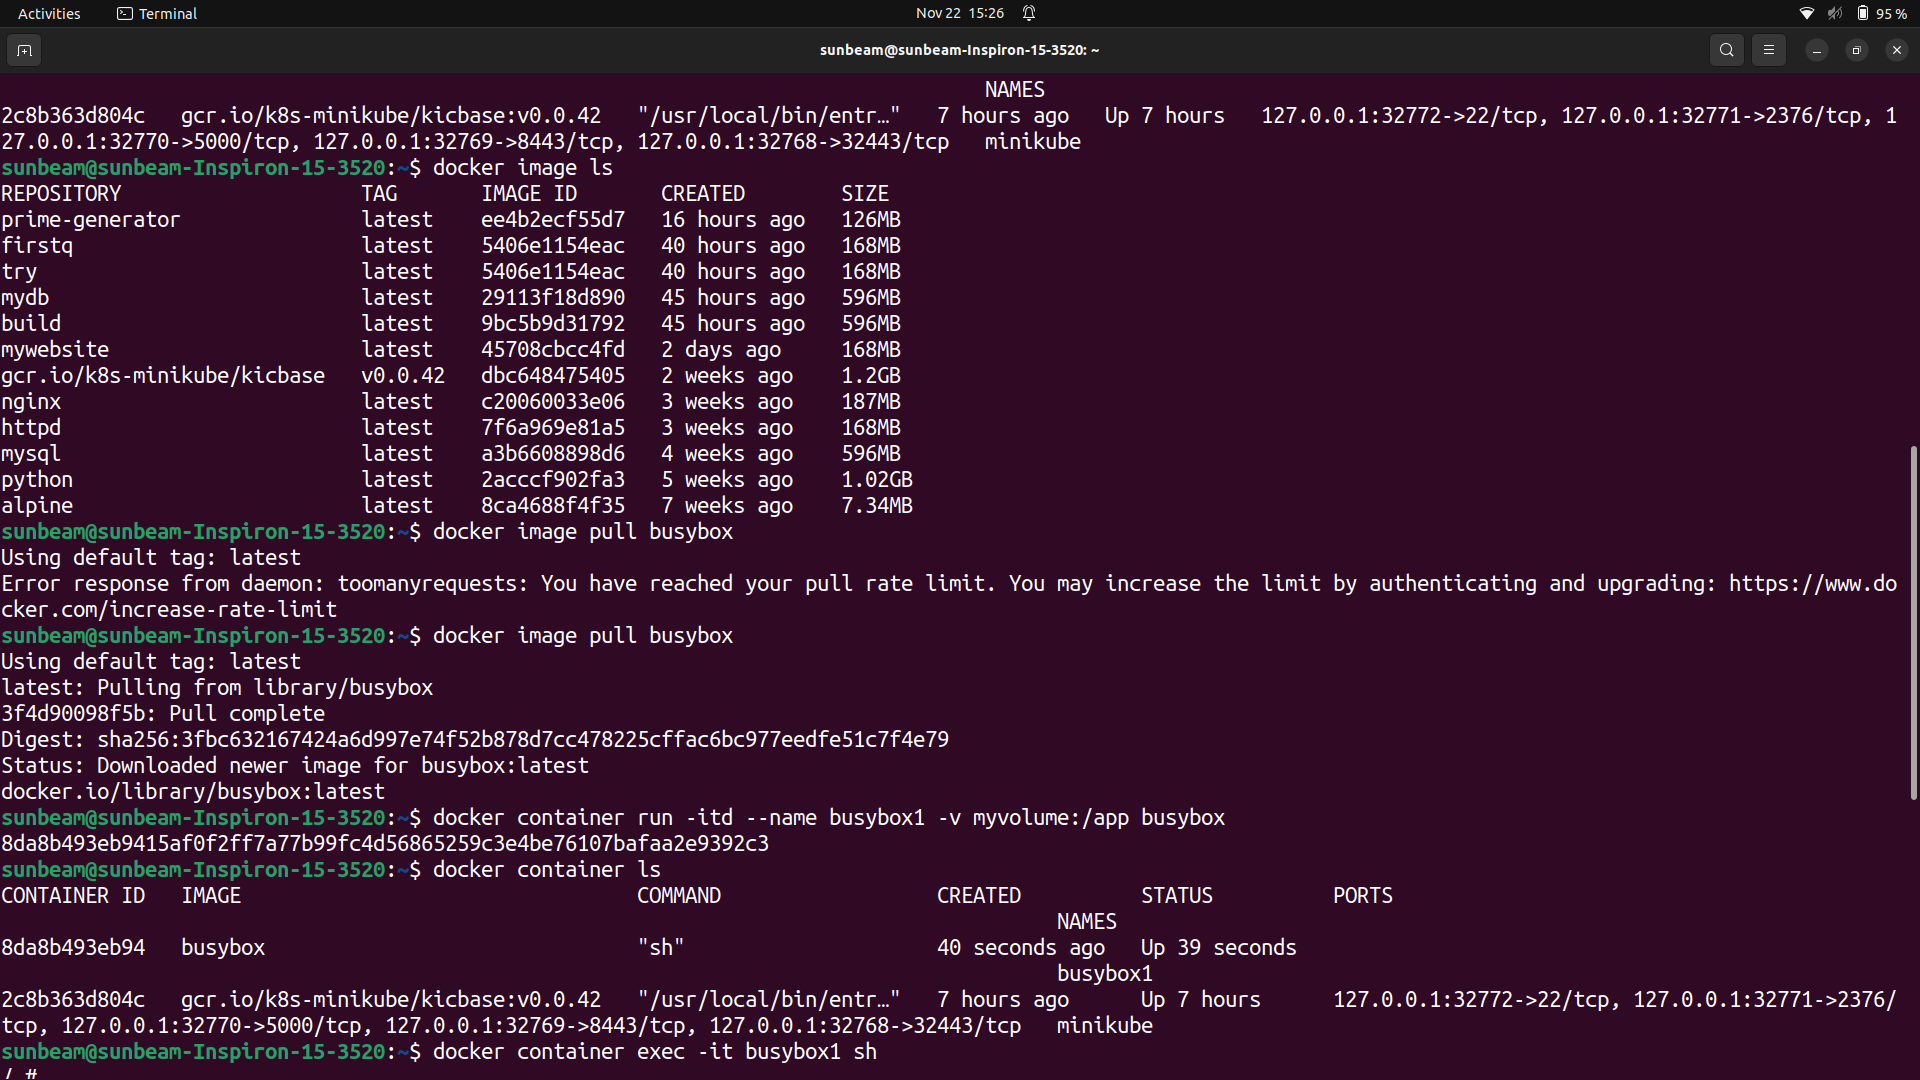 Activities Terminal Nov 22 15:26 95 %
sunbeam@sunbeam-Inspiron-15-3520: ~
NAMES
2c8b363d804c gcr.io/k8s-minikube/kicbase:v0.0.42 "/usr/local/bin/entr…" 7 hours ago Up 7 hours 127.0.0.1:32772->22/tcp, 127.0.0.1:32771->2376/tcp, 1
27.0.0.1:32770->5000/tcp, 127.0.0.1:32769->8443/tcp, 127.0.0.1:32768->32443/tcp minikube
sunbeam@sunbeam-Inspiron-15-3520:~$ docker image ls
REPOSITORY TAG IMAGE ID CREATED SIZE
prime-generator latest ee4b2ecf55d7 16 hours ago 126MB
firstq latest 5406e1154eac 40 hours ago 168MB
try latest 5406e1154eac 40 hours ago 168MB
mydb latest 29113f18d890 45 hours ago 596MB
build latest 9bc5b9d31792 45 hours ago 596MB
mywebsite latest 45708cbcc4fd 2 days ago 168MB
gcr.io/k8s-minikube/kicbase v0.0.42 dbc648475405 2 weeks ago 1.2GB
nginx latest c20060033e06 3 weeks ago 187MB
httpd latest 7f6a969e81a5 3 weeks ago 168MB
mysql latest a3b6608898d6 4 weeks ago 596MB
python latest 2acccf902fa3 5 weeks ago 1.02GB
alpine latest 8ca4688f4f35 7 weeks ago 7.34MB
sunbeam@sunbeam-Inspiron-15-3520:~$ docker image pull busybox
Using default tag: latest
Error response from daemon: toomanyrequests: You have reached your pull rate limit. You may increase the limit by authenticating and upgrading: https://www.do
cker.com/increase-rate-limit
sunbeam@sunbeam-Inspiron-15-3520:~$ docker image pull busybox
Using default tag: latest
latest: Pulling from library/busybox
3f4d90098f5b: Pull complete
Digest: sha256:3fbc632167424a6d997e74f52b878d7cc478225cffac6bc977eedfe51c7f4e79
Status: Downloaded newer image for busybox:latest
docker.io/library/busybox:latest
sunbeam@sunbeam-Inspiron-15-3520:~$ docker container run -itd --name busybox1 -v myvolume:/app busybox
8da8b493eb9415af0f2ff7a77b99fc4d56865259c3e4be76107bafaa2e9392c3
sunbeam@sunbeam-Inspiron-15-3520:~$ docker container ls
CONTAINER ID IMAGE COMMAND CREATED STATUS PORTS
NAMES
8da8b493eb94 busybox "sh" 40 seconds ago Up 39 seconds
busybox1
2c8b363d804c gcr.io/k8s-minikube/kicbase:v0.0.42 "/usr/local/bin/entr…" 7 hours ago Up 7 hours 127.0.0.1:32772->22/tcp, 127.0.0.1:32771->2376/
tcp, 127.0.0.1:32770->5000/tcp, 127.0.0.1:32769->8443/tcp, 127.0.0.1:32768->32443/tcp minikube
sunbeam@sunbeam-Inspiron-15-3520:~$ docker container exec -it busybox1 sh
/ #